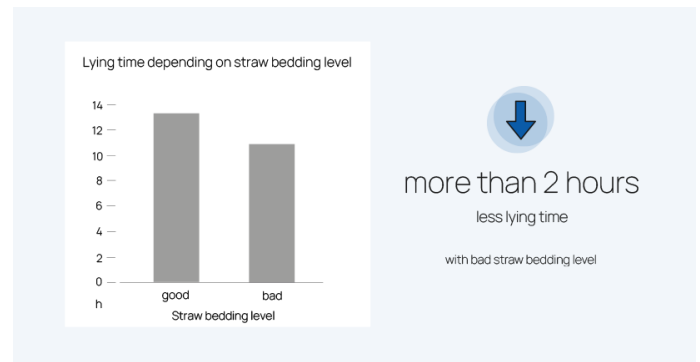 Lying time depending on straw bedding level
14
12
10
8
6
4
2
0
h
good bad
Straw bedding level
more than 2 hours
less lying time
with bad straw bedding level